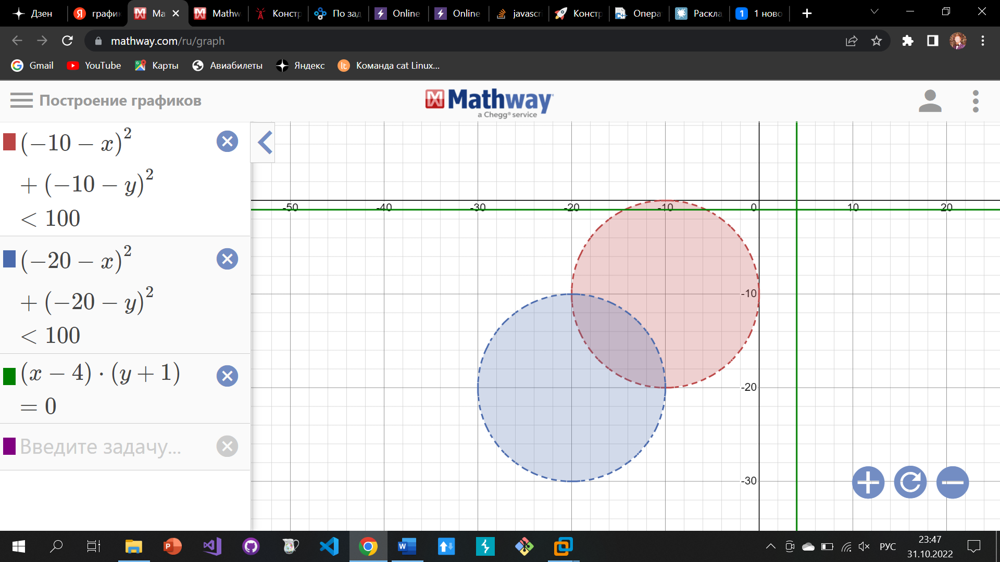 Дзен
графи
Ma
Mathw
Констр
По зад
Online
Online
javascri
Констр
Опера
Раскла
1 ново
mathway.com/ru/graph
Gmail
YouTube
Карты
Авиабилеты
Яндекс
Команда cat Linux...
Построение графиков
Mathway
a Chegg® service
(−10 − x)²
+ (−10 − y)²
< 100
(−20 − x)²
+ (−20 − y)²
< 100
(x − 4) · (y + 1)
= 0
Введите задачу...
-50 -40 -30 -20 -10 0 10 20
-10
-20
-30
РУС
23:47
31.10.2022